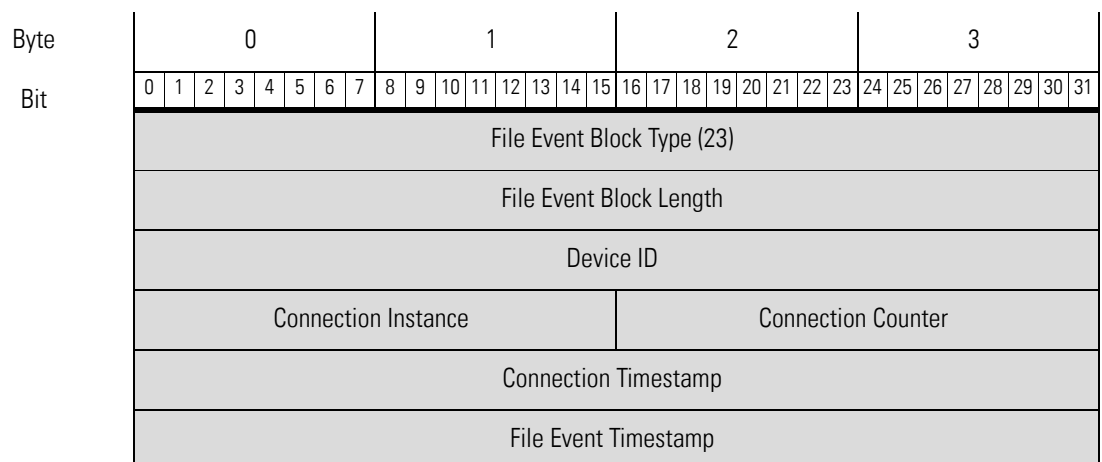 Byte 0 1 2 3
Bit 0 1 2 3 4 5 6 7 8 9 10 11 12 13 14 15 16 17 18 19 20 21 22 23 24 25 26 27 28 29 30 31
File Event Block Type (23)
File Event Block Length
Device ID
Connection Instance Connection Counter
Connection Timestamp
File Event Timestamp